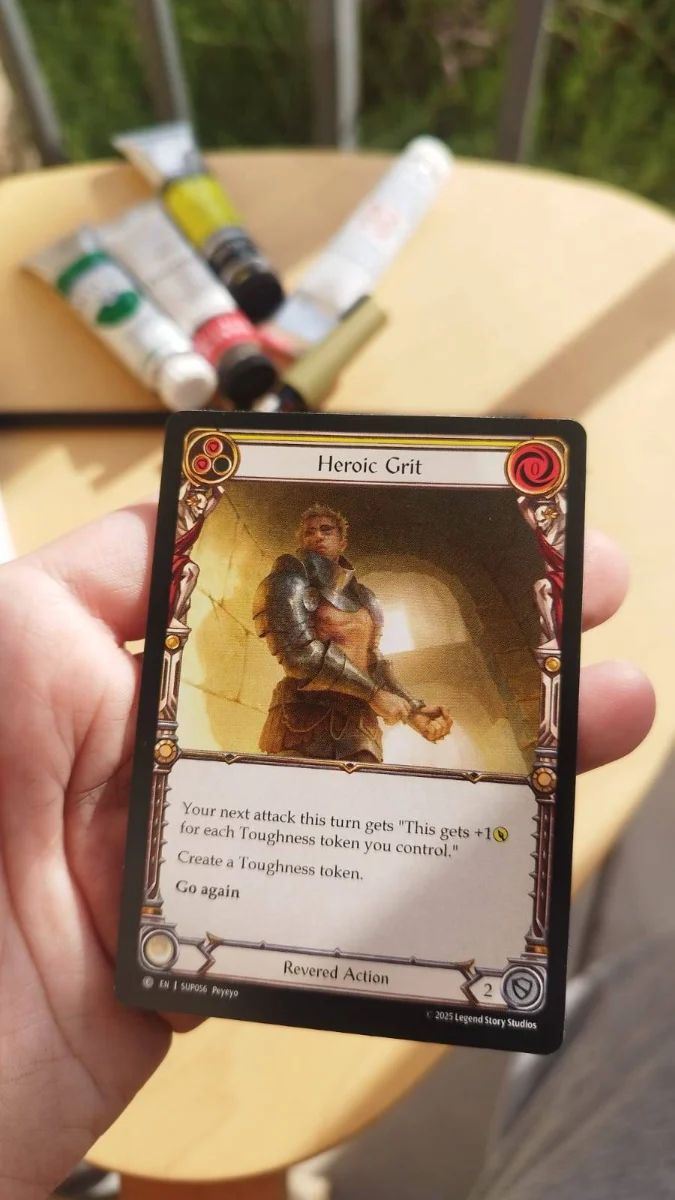 Heroic Grit
0
Your next attack this turn gets "This gets +1
for each Toughness token you control."
Create a Toughness token.
Go again
Revered Action
2
© EN | SUP056 Peyeyo
© 2025 Legend Story Studios